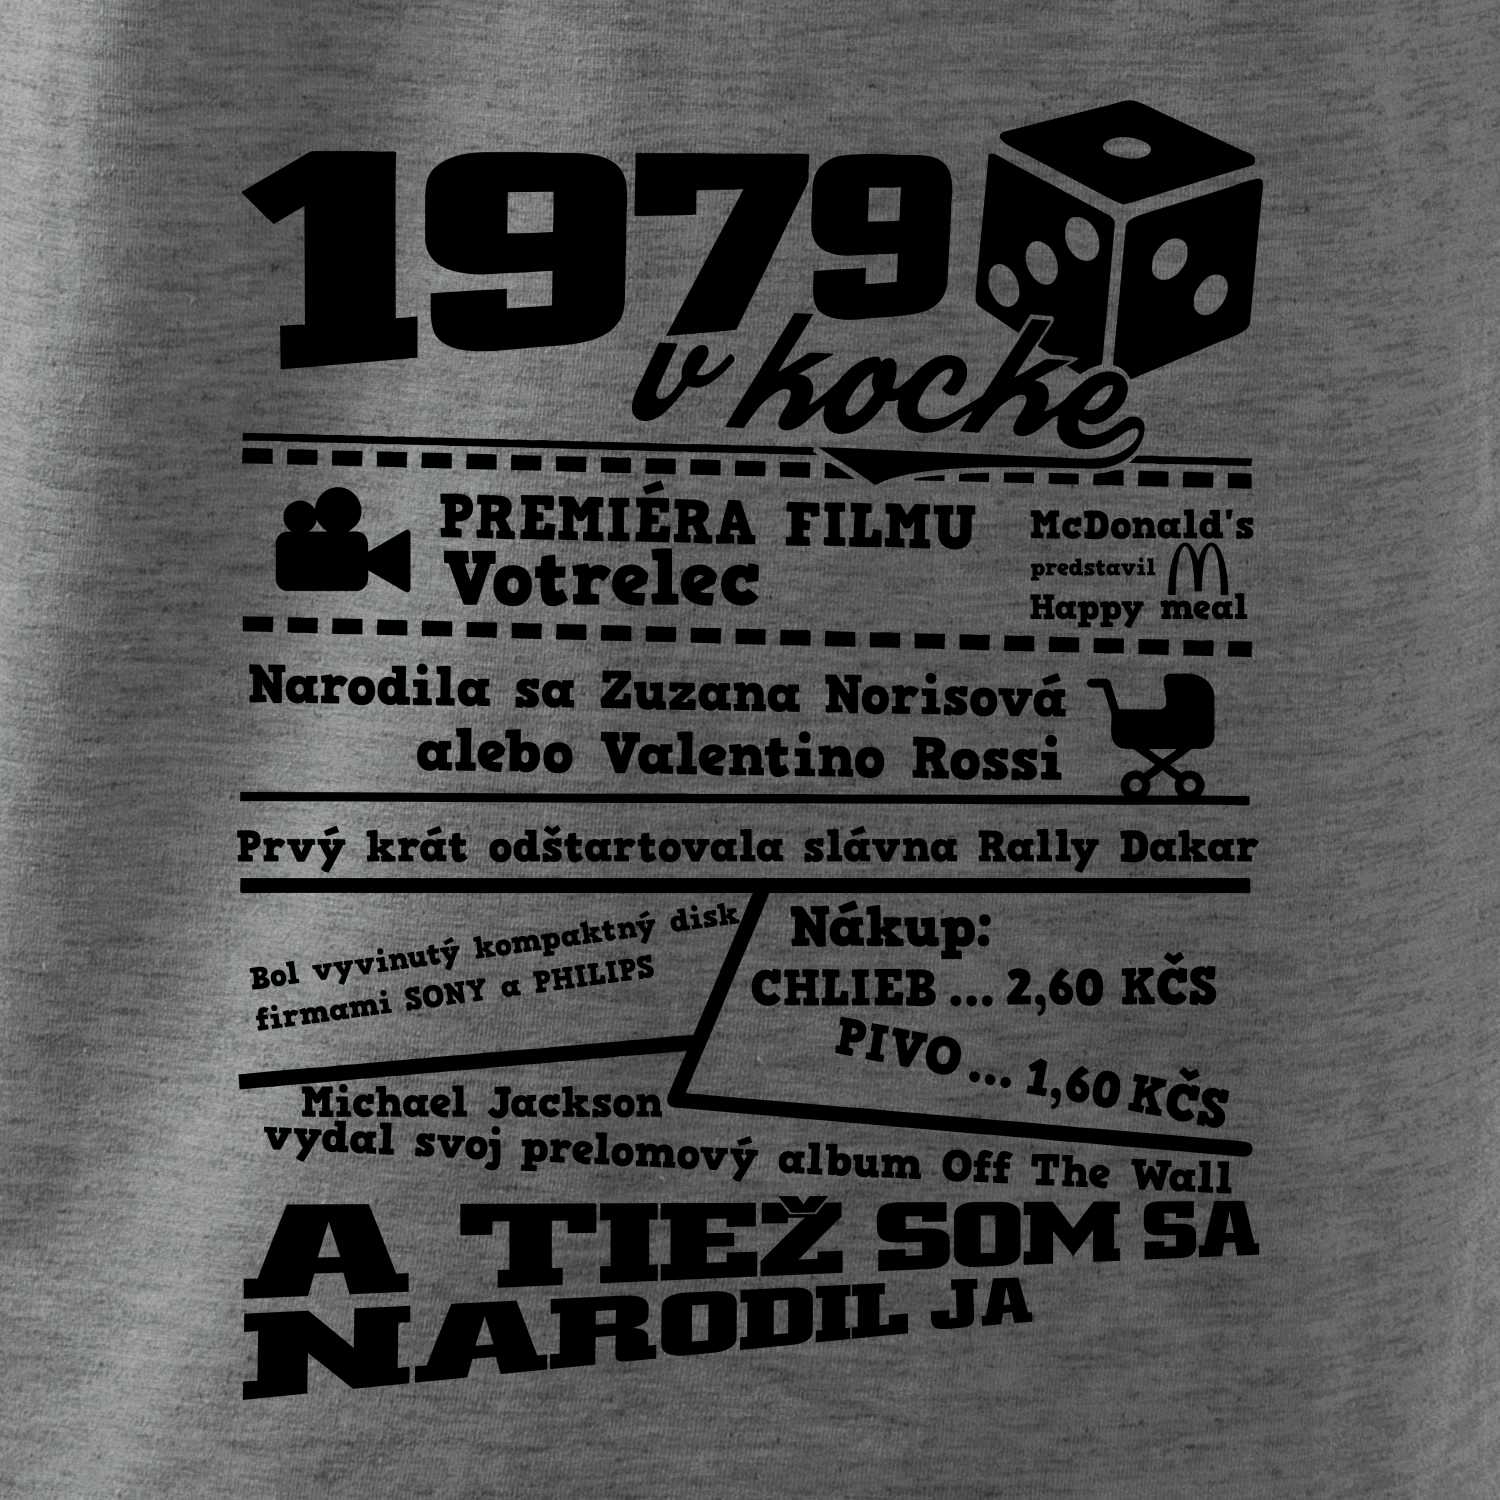 1979
v kocke
PREMIÉRA FILMU
Votrelec
McDonald's
predstavil
Happy meal
Narodila sa Zuzana Norisová
alebo Valentino Rossi
Prvý krát odštartovala slávna Rally Dakar
Bol vyvinutý kompaktný disk
firmami SONY a PHILIPS
Nákup:
CHLIEB ... 2,60 KČS
PIVO ... 1,60 KČS
Michael Jackson
vydal svoj prelomový album Off The Wall
A TIEŽ SOM SA
NARODIL JA